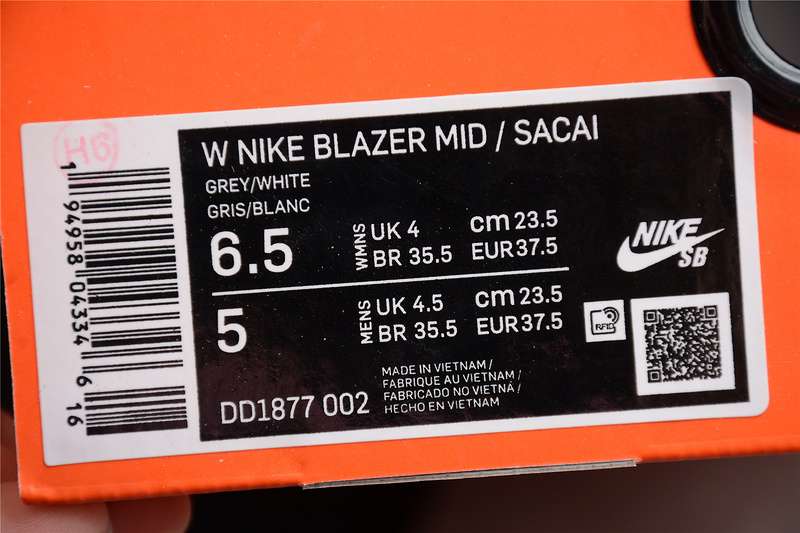 H6
W NIKE BLAZER MID / SACAI
GREY/WHITE
GRIS/BLANC
6.5 WMNS UK 4 cm 23.5
BR 35.5 EUR 37.5
5 MENS UK 4.5 cm 23.5
BR 35.5 EUR 37.5
NIKE
SB
RFID
DD1877 002
MADE IN VIETNAM /
FABRIQUE AU VIETNAM /
FABRICADO NO VIETNÃ /
HECHO EN VIETNAM
1 94958 04334 6 16